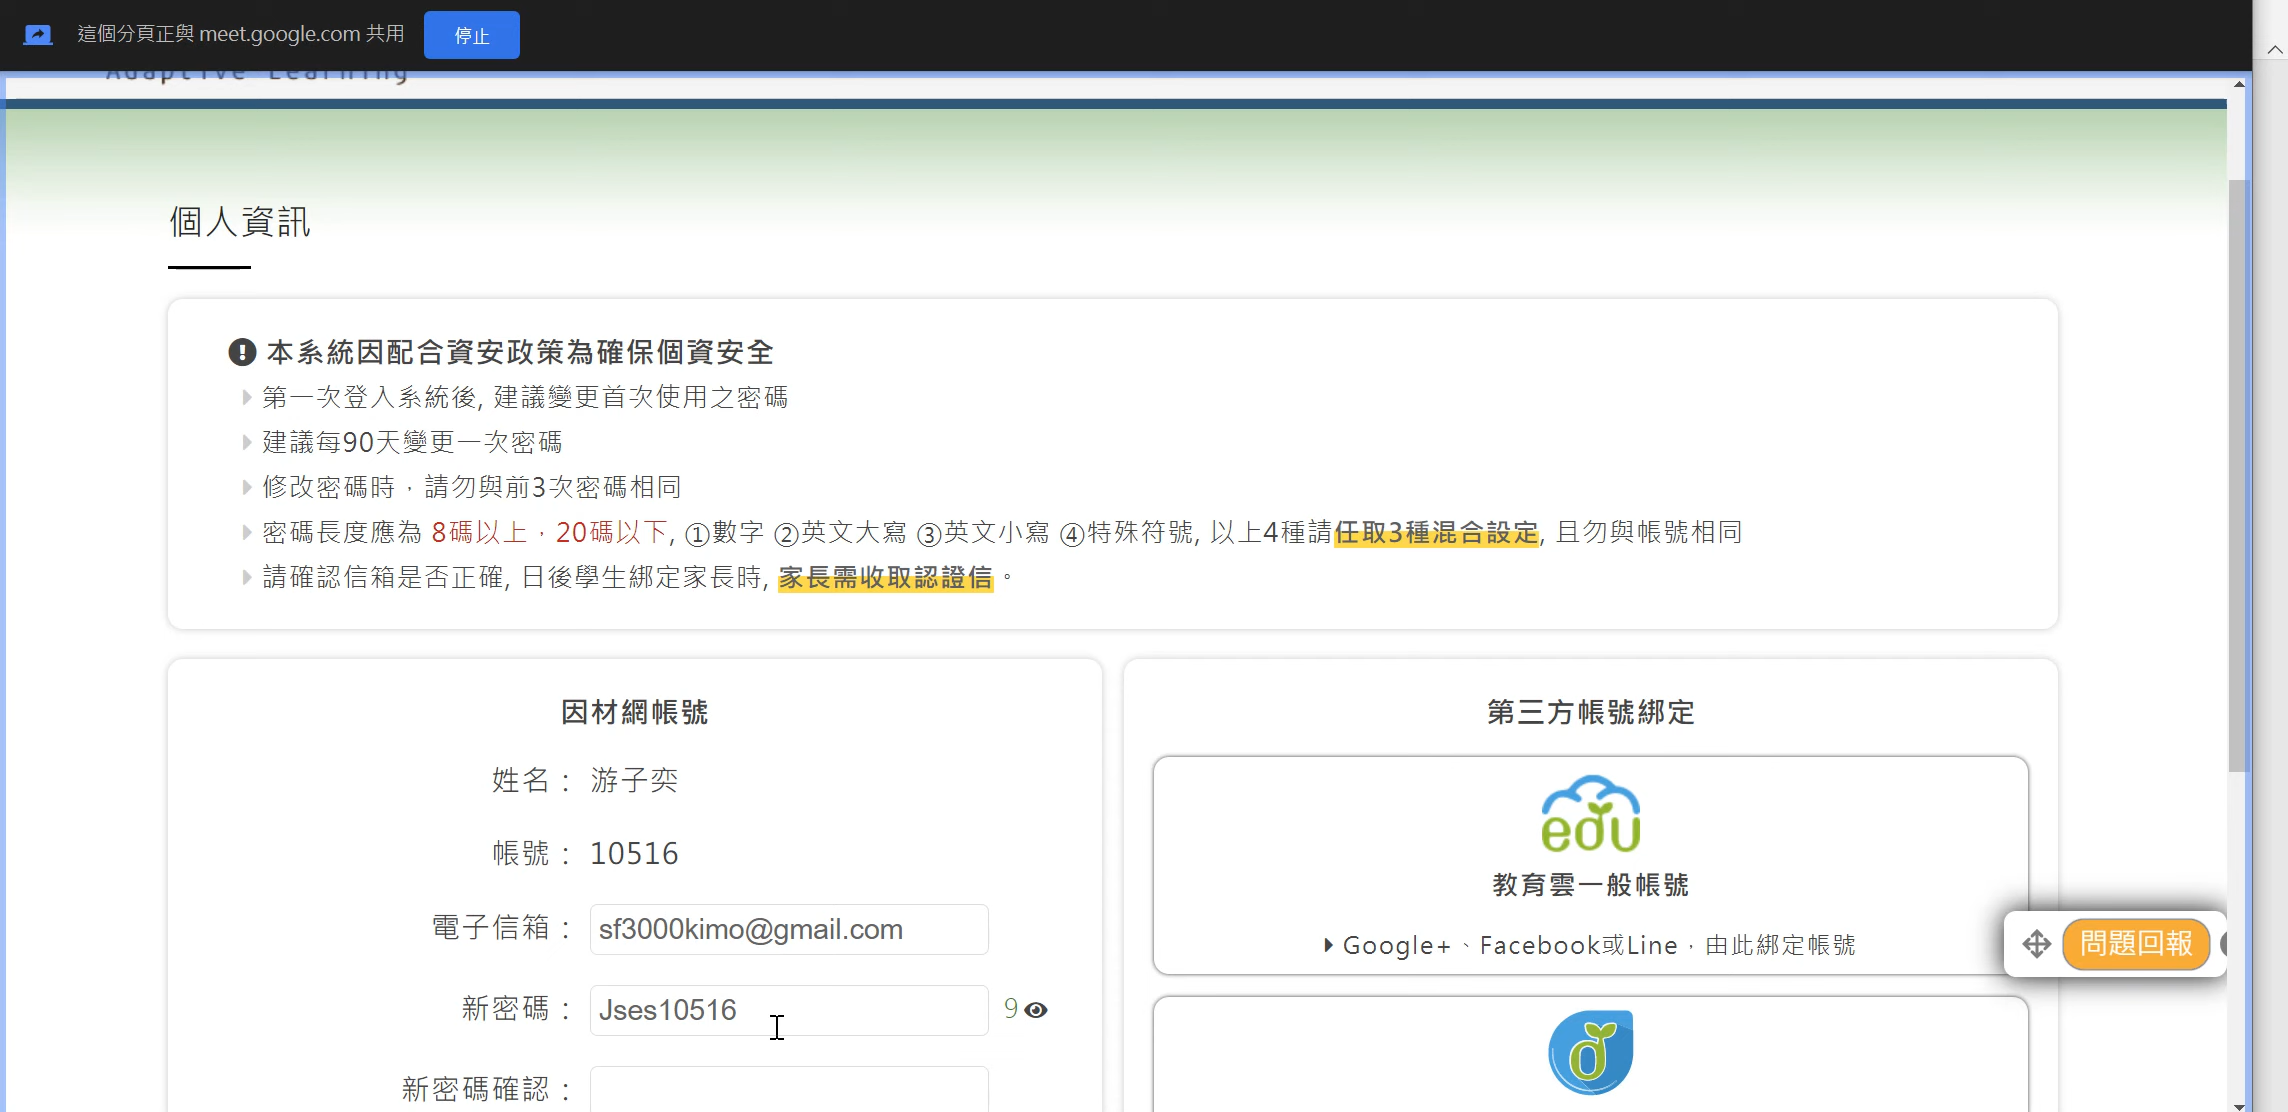 這個分頁正與 meet.google.com 共用
停止
Adaptive Learning
個人資訊
本系統因配合資安政策為確保個資安全
第一次登入系統後, 建議變更首次使用之密碼
建議每90天變更一次密碼
修改密碼時，請勿與前3次密碼相同
密碼長度應為 8碼以上，20碼以下, ①數字 ②英文大寫 ③英文小寫 ④特殊符號, 以上4種請任取3種混合設定, 且勿與帳號相同
請確認信箱是否正確, 日後學生綁定家長時, 家長需收取認證信。
因材網帳號
姓名： 游子奕
帳號： 10516
電子信箱： sf3000kimo@gmail.com
新密碼： Jses10516 9
新密碼確認：
第三方帳號綁定
edu
教育雲一般帳號
Google+、Facebook或Line，由此綁定帳號
問題回報